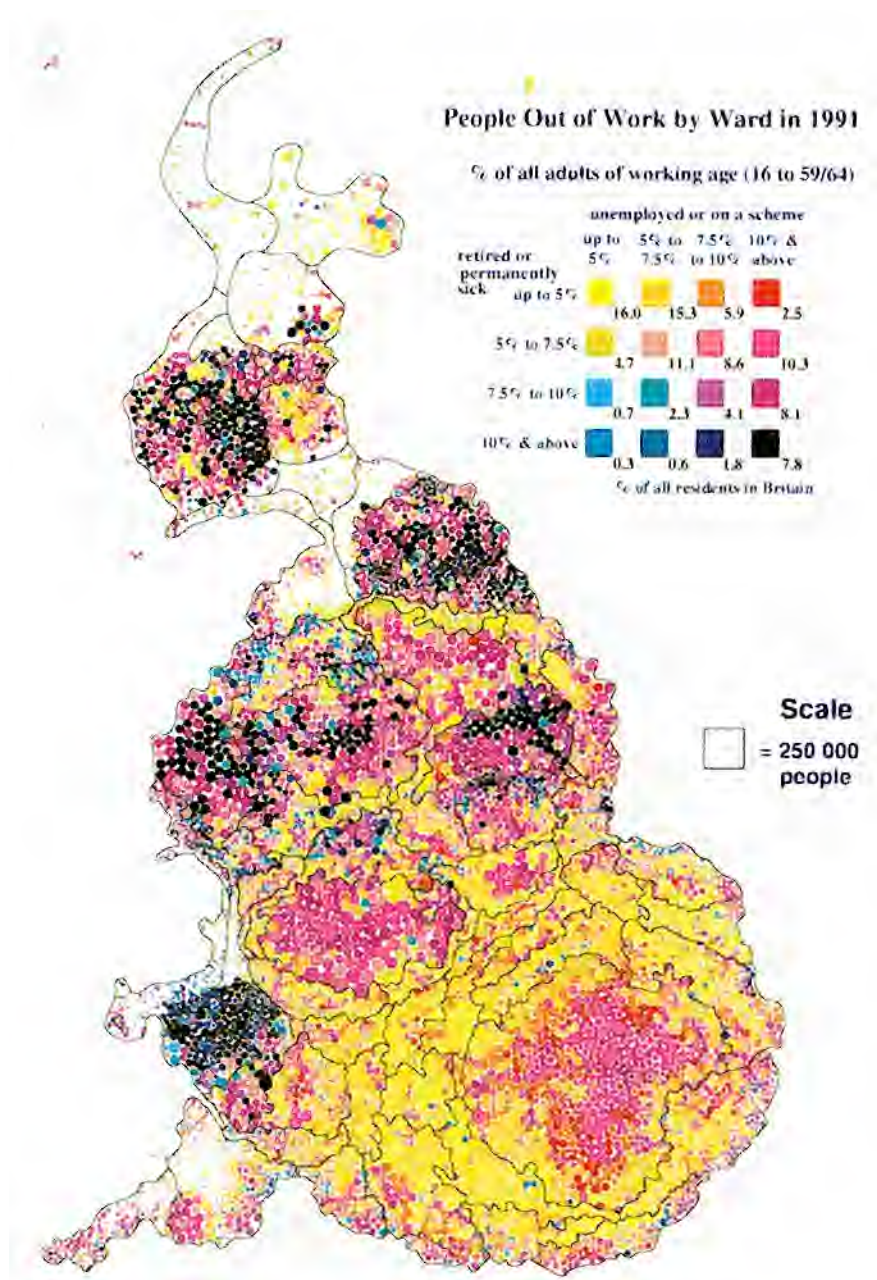 People Out of Work by Ward in 1991
% of all adults of working age (16 to 59/64)
unemployed or on a scheme
up to 5% 5% to 7.5% 7.5% to 10% 10% & above
retired or permanently sick
up to 5% 16.0 15.3 5.9 2.5
5% to 7.5% 4.7 11.1 8.6 10.3
7.5% to 10% 0.7 2.3 4.1 8.1
10% & above 0.3 0.6 1.8 7.8
% of all residents in Britain
Scale
= 250 000
people